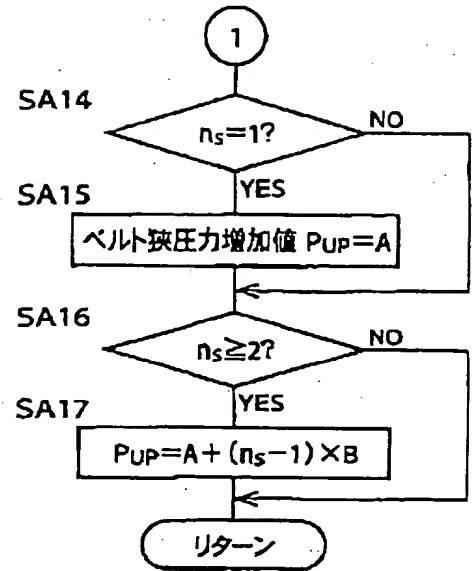 1
SA14
nS=1?
NO
YES
SA15
ベルト狭圧力増加値 PUP=A
SA16
nS≧2?
NO
YES
SA17
PUP=A+(nS−1)×B
リターン